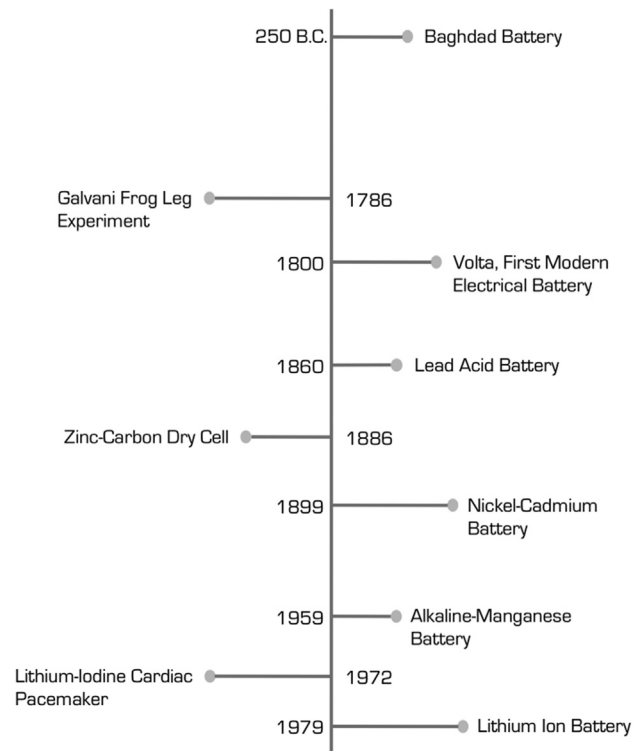 250 B.C. Baghdad Battery
Galvani Frog Leg
Experiment
1786
1800
Volta, First Modern
Electrical Battery
1860 Lead Acid Battery
Zinc-Carbon Dry Cell 1886
1899
Nickel-Cadmium
Battery
1959
Alkaline-Manganese
Battery
Lithium-Iodine Cardiac
Pacemaker
1972
1979 Lithium Ion Battery